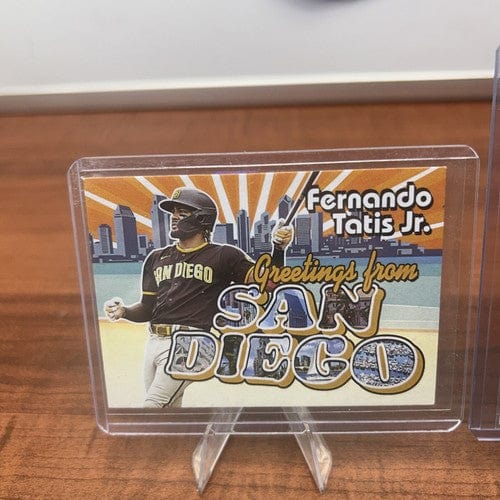 Fernando
Tatis Jr.
SAN DIEGO
Greetings from
SAN
DIEGO